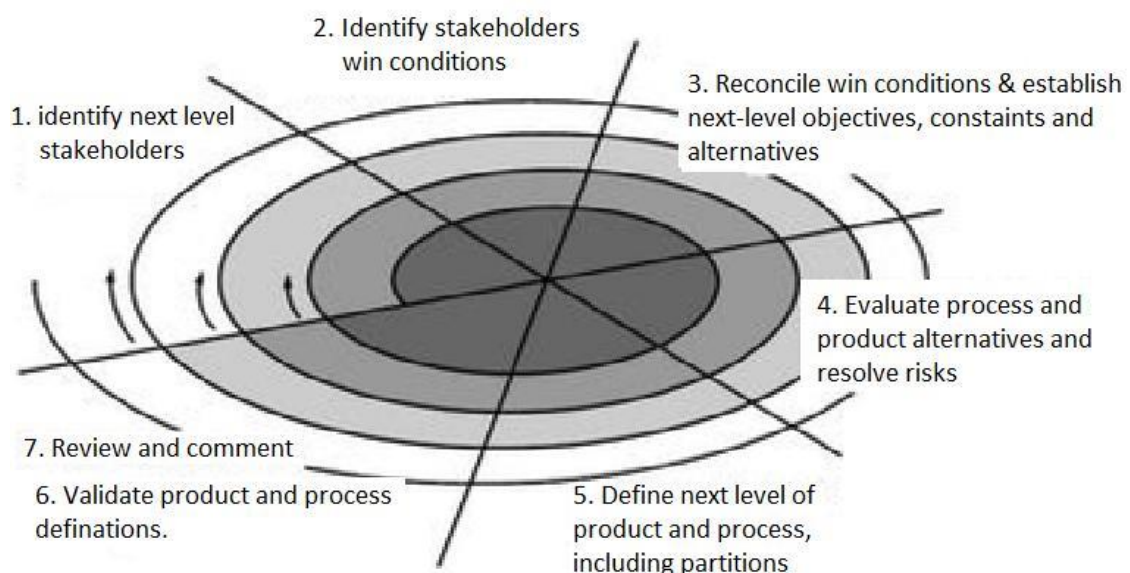 1. identify next level
stakeholders
2. Identify stakeholders
win conditions
3. Reconcile win conditions & establish
next-level objectives, constaints and
alternatives
4. Evaluate process and
product alternatives and
resolve risks
5. Define next level of
product and process,
including partitions
6. Validate product and process
definations.
7. Review and comment